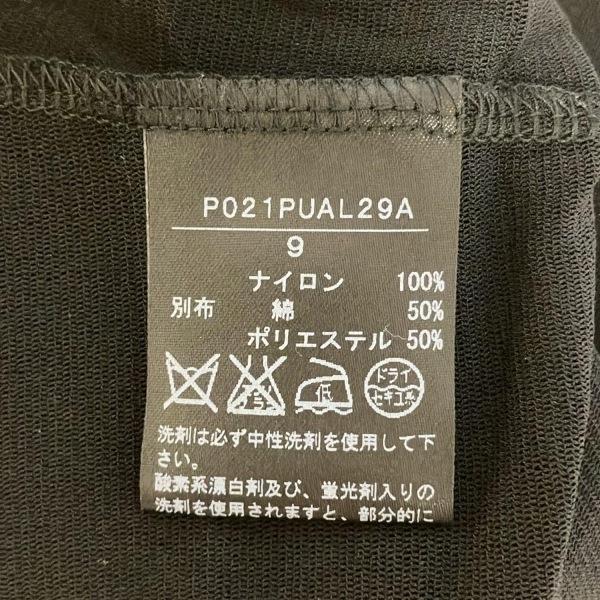 P021PUAL29A
9
ナイロン 100%
別布 綿 50%
ポリエステル 50%
低
ドライ
セキユ系
洗剤は必ず中性洗剤を使用して下
さい。
酸素系漂白剤及び、蛍光剤入りの
洗剤を使用されますと、部分的に